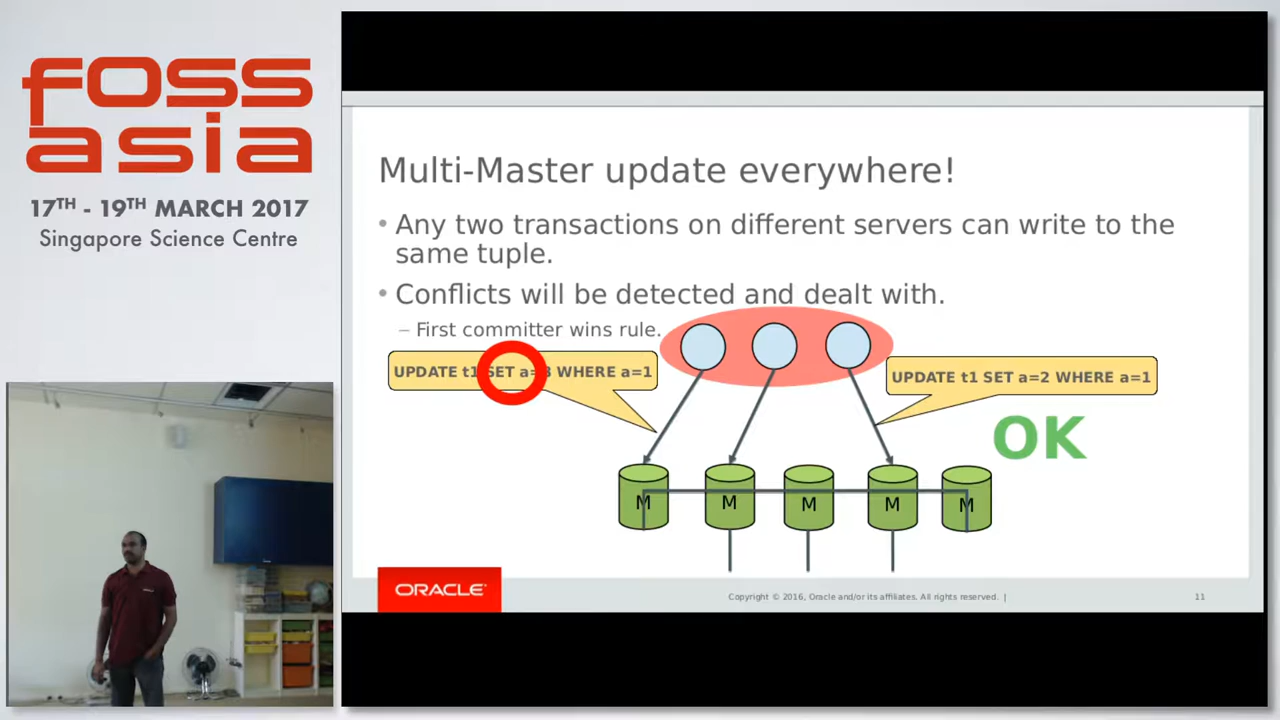 foss
asia
17TH - 19TH MARCH 2017
Singapore Science Centre
Multi-Master update everywhere!
• Any two transactions on different servers can write to the
same tuple.
• Conflicts will be detected and dealt with.
– First committer wins rule.
UPDATE t1 SET a=3 WHERE a=1
UPDATE t1 SET a=2 WHERE a=1
OK
M
M
M
M
M
ORACLE
Copyright © 2016, Oracle and/or its affiliates. All rights reserved. |
11